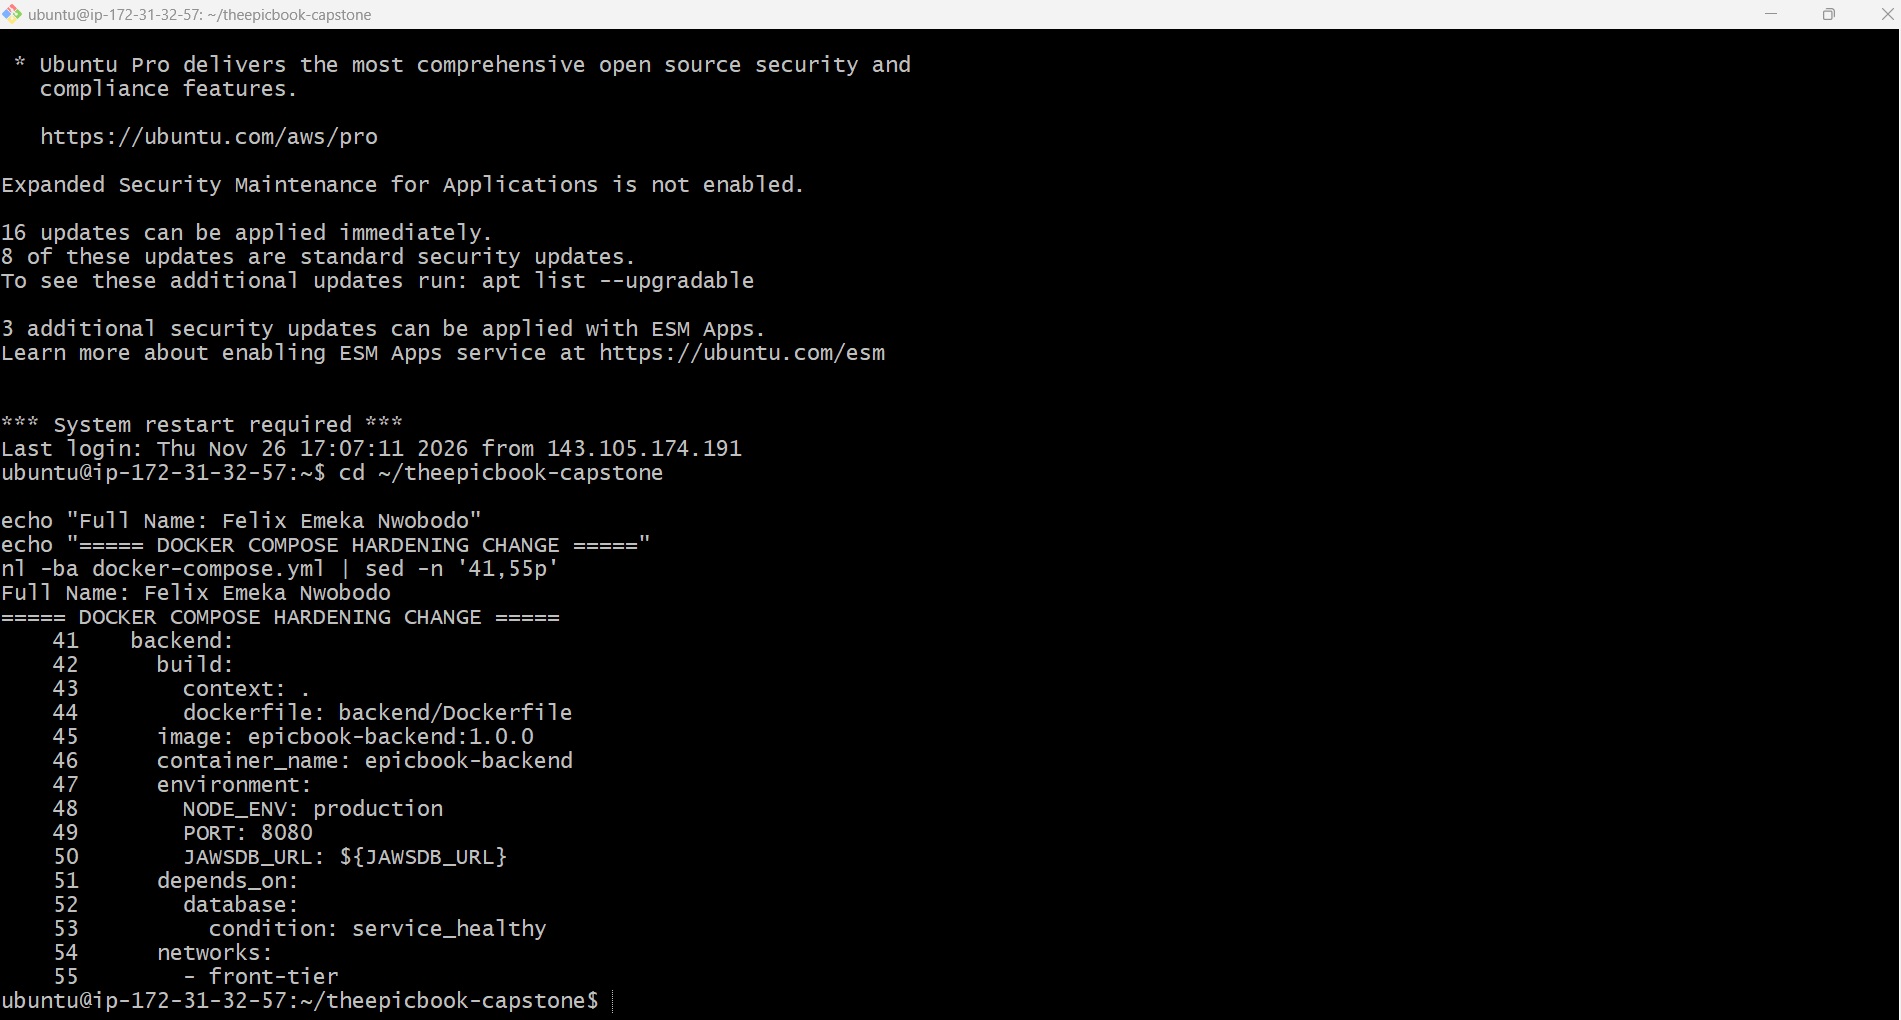 ubuntu@ip-172-31-32-57: ~/theepicbook-capstone
 * Ubuntu Pro delivers the most comprehensive open source security and
   compliance features.
   https://ubuntu.com/aws/pro
Expanded Security Maintenance for Applications is not enabled.
16 updates can be applied immediately.
8 of these updates are standard security updates.
To see these additional updates run: apt list --upgradable
3 additional security updates can be applied with ESM Apps.
Learn more about enabling ESM Apps service at https://ubuntu.com/esm
*** System restart required ***
Last login: Thu Nov 26 17:07:11 2026 from 143.105.174.191
ubuntu@ip-172-31-32-57:~$ cd ~/theepicbook-capstone
echo "Full Name: Felix Emeka Nwobodo"
echo "===== DOCKER COMPOSE HARDENING CHANGE ====="
nl -ba docker-compose.yml | sed -n '41,55p'
Full Name: Felix Emeka Nwobodo
===== DOCKER COMPOSE HARDENING CHANGE =====
    41    backend:
    42      build:
    43        context: .
    44        dockerfile: backend/Dockerfile
    45      image: epicbook-backend:1.0.0
    46      container_name: epicbook-backend
    47      environment:
    48        NODE_ENV: production
    49        PORT: 8080
    50        JAWSDB_URL: ${JAWSDB_URL}
    51      depends_on:
    52        database:
    53          condition: service_healthy
    54      networks:
    55        - front-tier
ubuntu@ip-172-31-32-57:~/theepicbook-capstone$